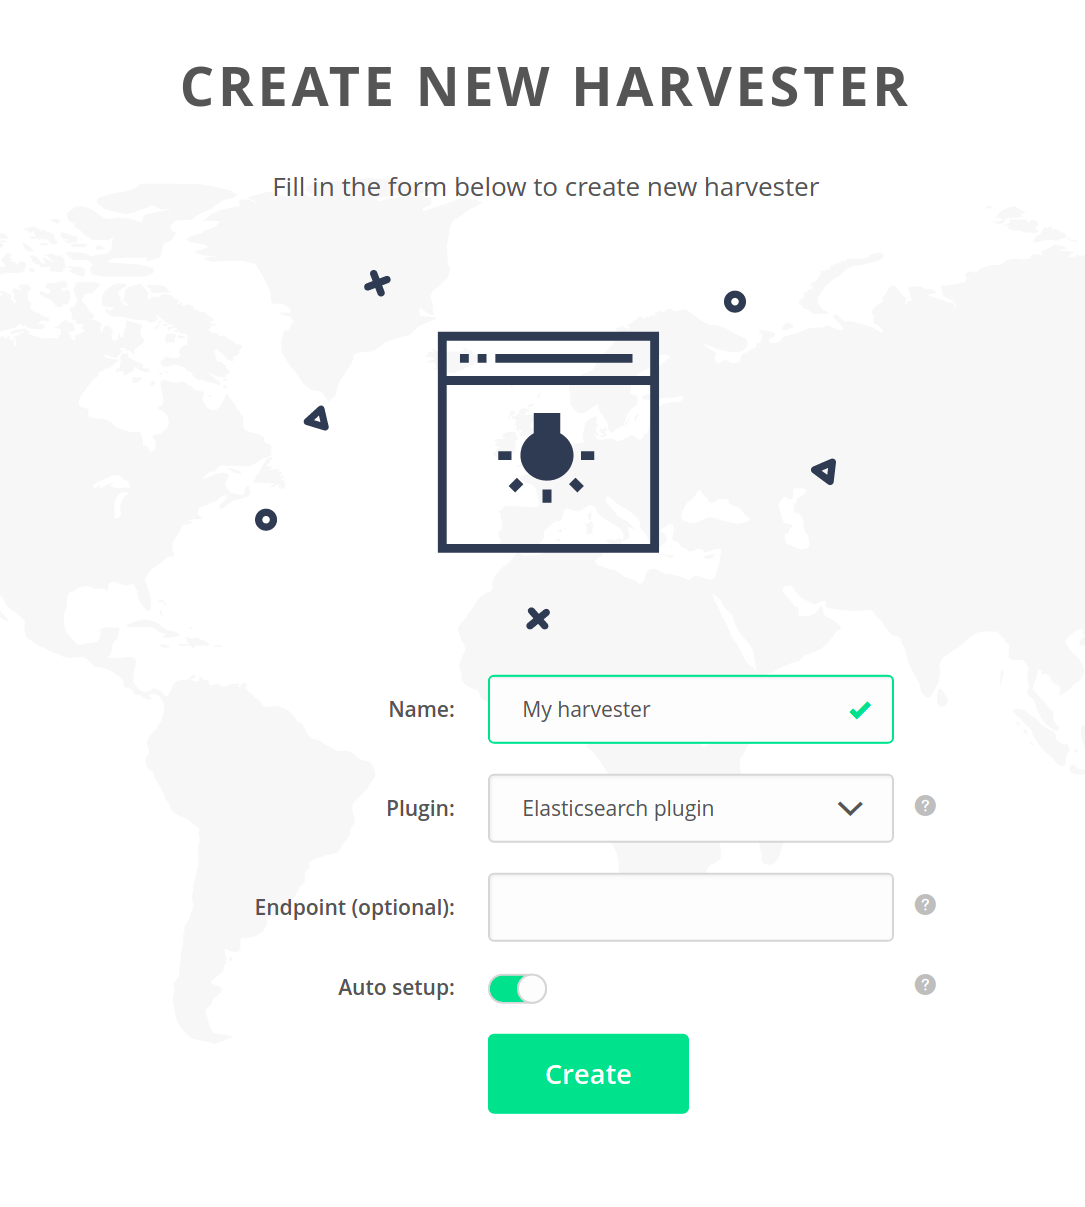 CREATE NEW HARVESTER
Fill in the form below to create new harvester
Name: My harvester
Plugin: Elasticsearch plugin ?
Endpoint (optional): ?
Auto setup: ?
Create